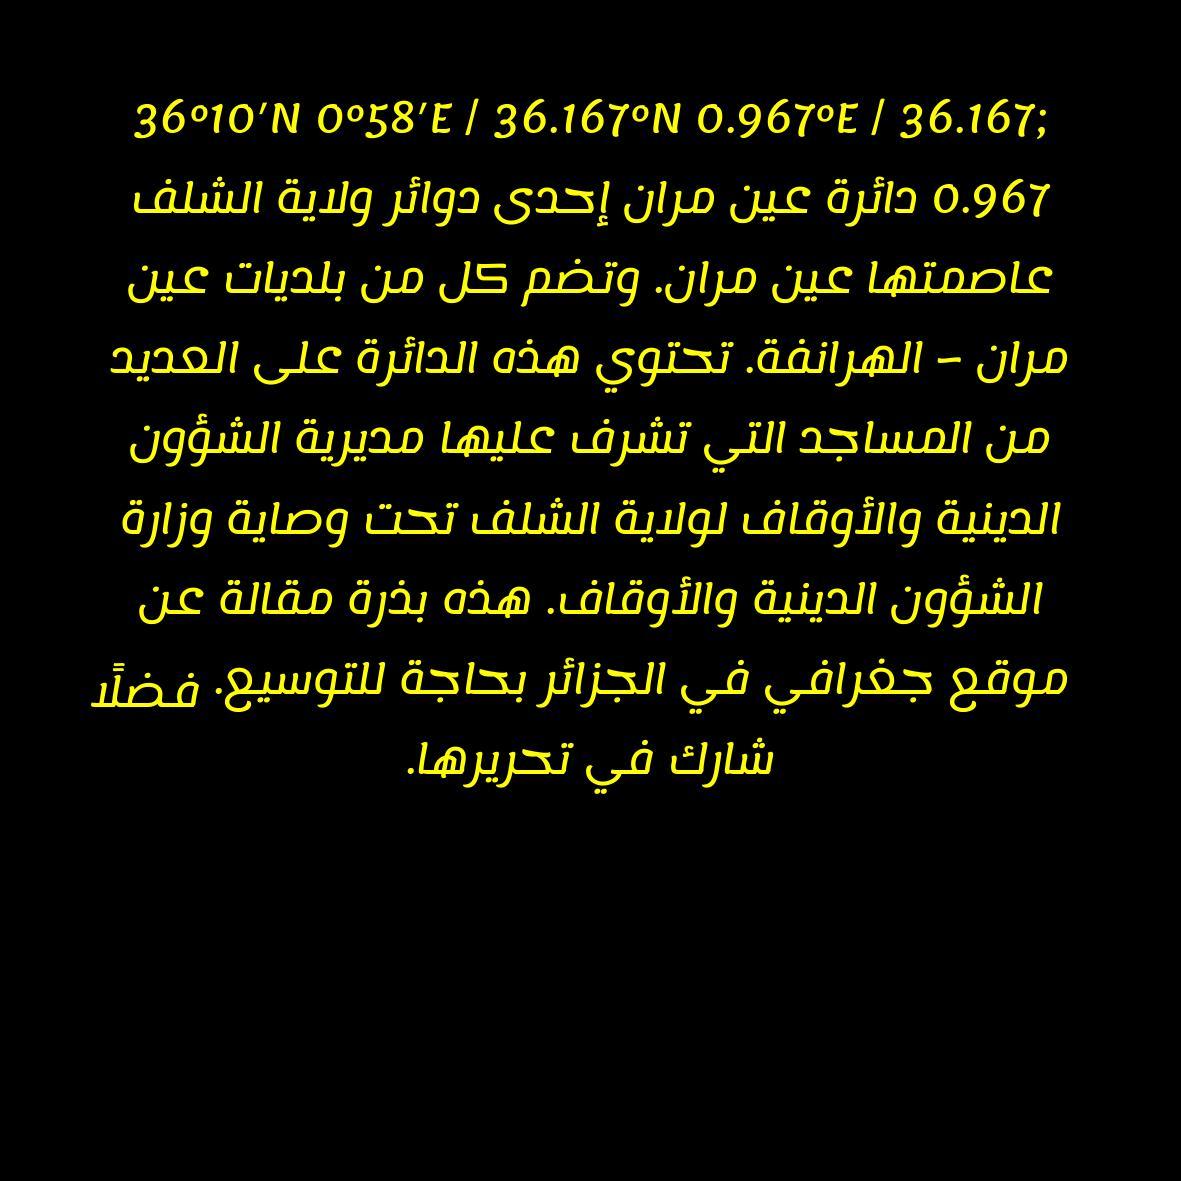 36°10′N 0°58′E / 36.167°N 0.967°E / 36.167;
0.967 دائرة عين مران إحدى دوائر ولاية الشلف
عاصمتها عين مران. وتضم كل من بلديات عين
مران – الهرانفة. تحتوي هذه الدائرة على العديد
من المساجد التي تشرف عليها مديرية الشؤون
الدينية والأوقاف لولاية الشلف تحت وصاية وزارة
الشؤون الدينية والأوقاف. هذه بذرة مقالة عن
موقع جغرافي في الجزائر بحاجة للتوسيع. فضلًا
شارك في تحريرها.